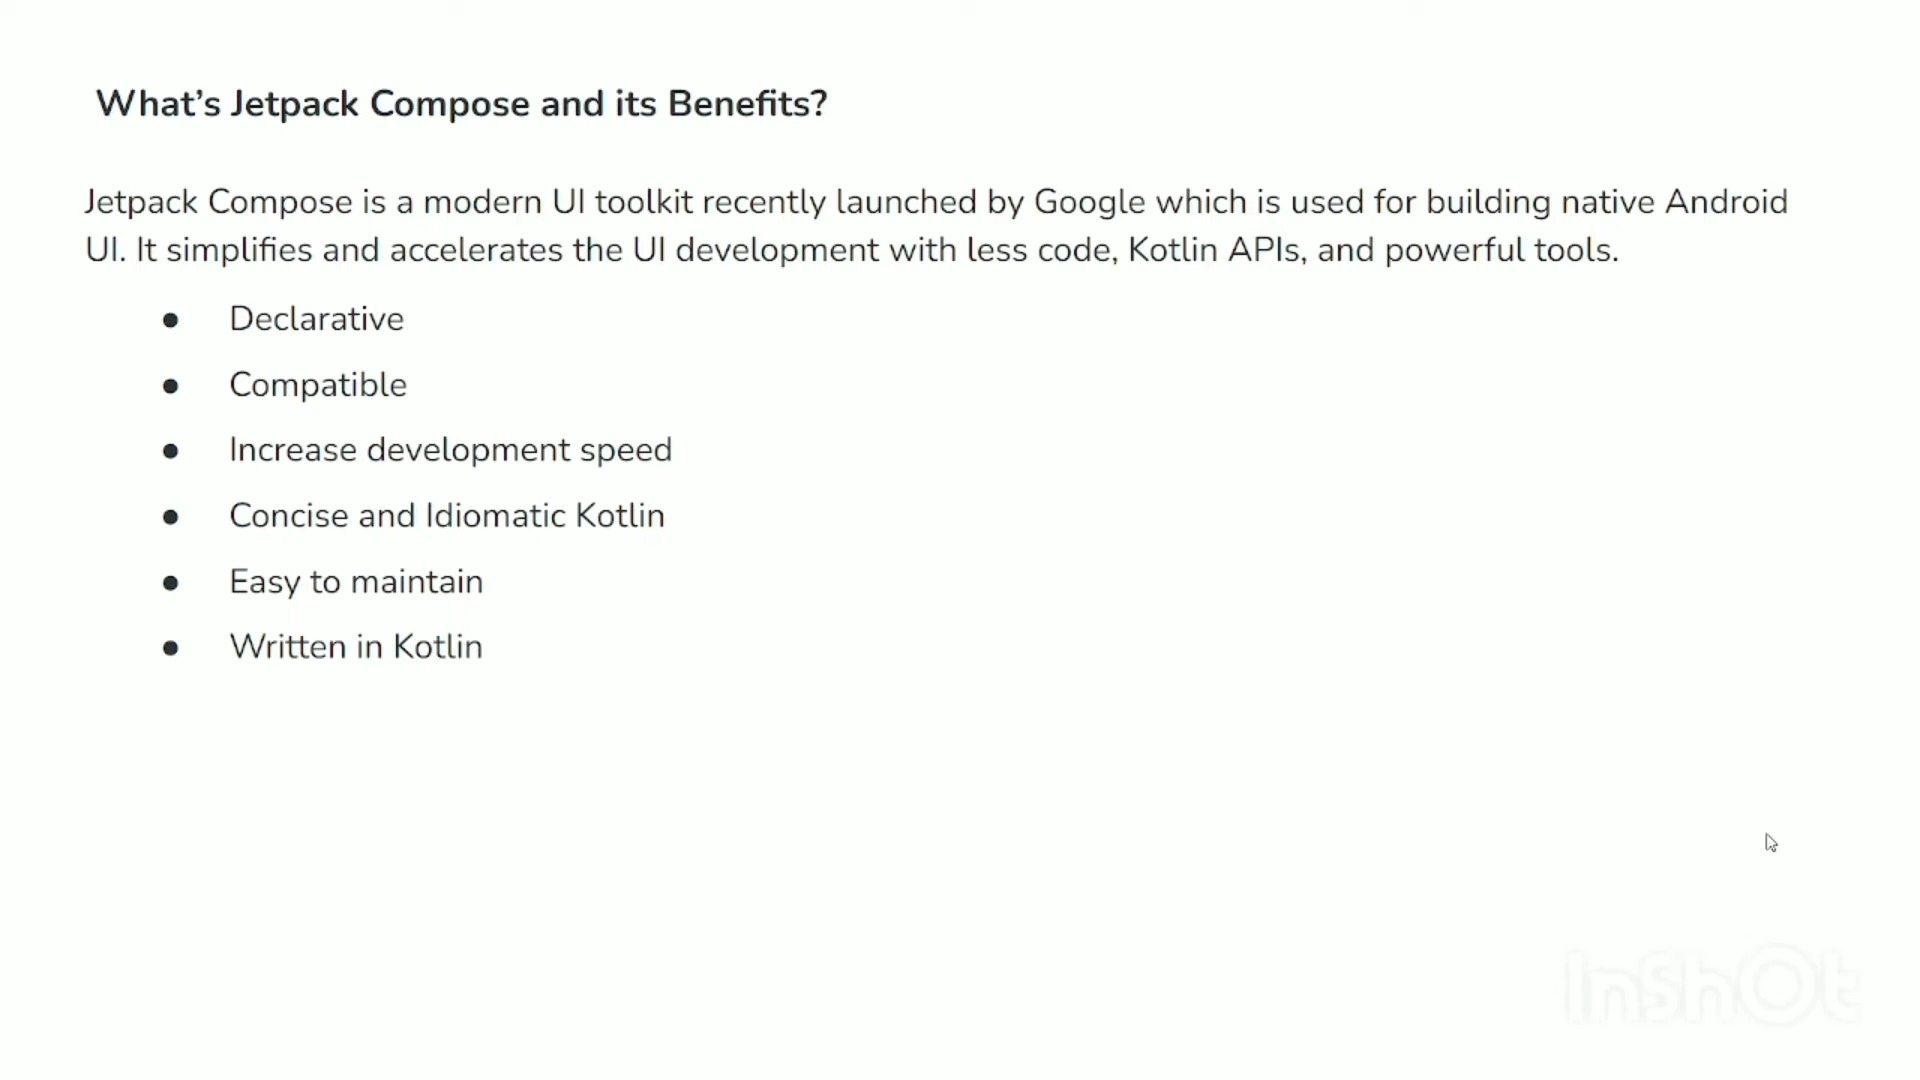 What’s Jetpack Compose and its Benefits?
Jetpack Compose is a modern UI toolkit recently launched by Google which is used for building native Android
UI. It simplifies and accelerates the UI development with less code, Kotlin APIs, and powerful tools.
● Declarative
● Compatible
● Increase development speed
● Concise and Idiomatic Kotlin
● Easy to maintain
● Written in Kotlin
InShOt